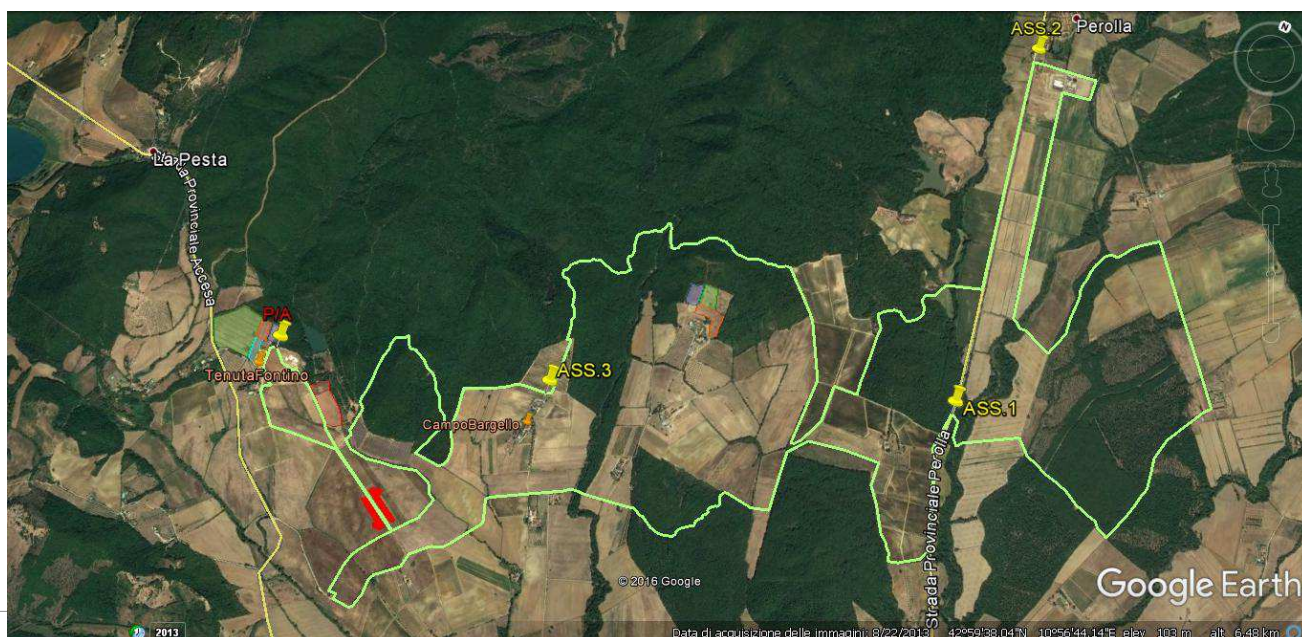 ASS.2
Perolla
La Pesta
Strada Provinciale Accesa
P/A
TenutaFontino
ASS.3
CampoBargello
ASS.1
Strada Provinciale Perolla
© 2016 Google
Google Earth
N
2013
Data di acquisizione delle immagini: 8/22/2013 42°59'38.04"N 10°56'44.14"E elev 103 m alt 6.48 km